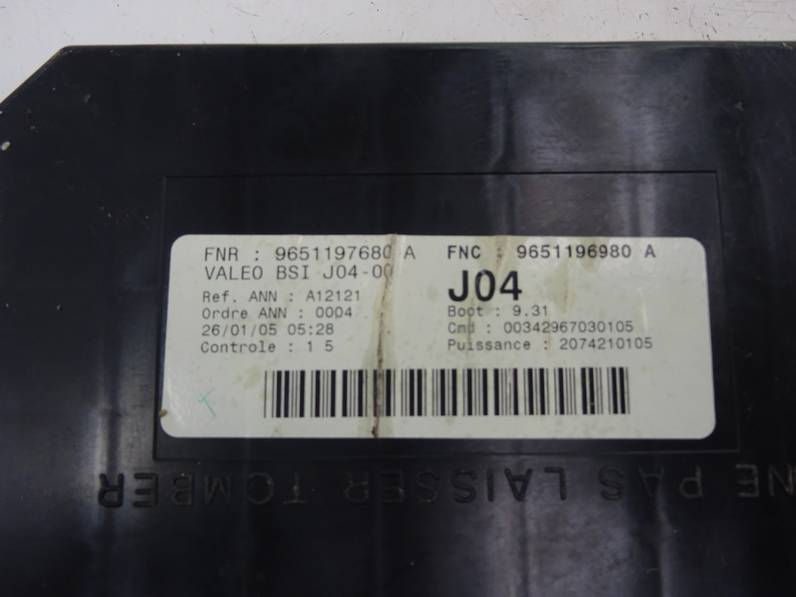 FNR : 9651197680 A FNC : 9651196980 A
VALEO BSI J04-00 J04
Ref. ANN : A12121 Boot : 9.31
Ordre ANN : 0004 Cmd : 00342967030105
26/01/05 05:28 Puissance : 2074210105
Controle : 1 5
NE PAS LAISSER TOMBER